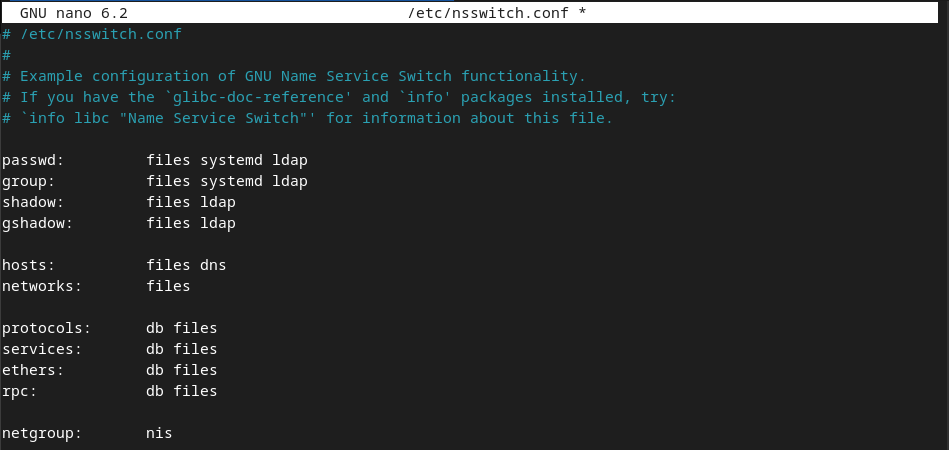 GNU nano 6.2 /etc/nsswitch.conf *
# /etc/nsswitch.conf
#
# Example configuration of GNU Name Service Switch functionality.
# If you have the `glibc-doc-reference' and `info' packages installed, try:
# `info libc "Name Service Switch"' for information about this file.
passwd: files systemd ldap
group: files systemd ldap
shadow: files ldap
gshadow: files ldap
hosts: files dns
networks: files
protocols: db files
services: db files
ethers: db files
rpc: db files
netgroup: nis